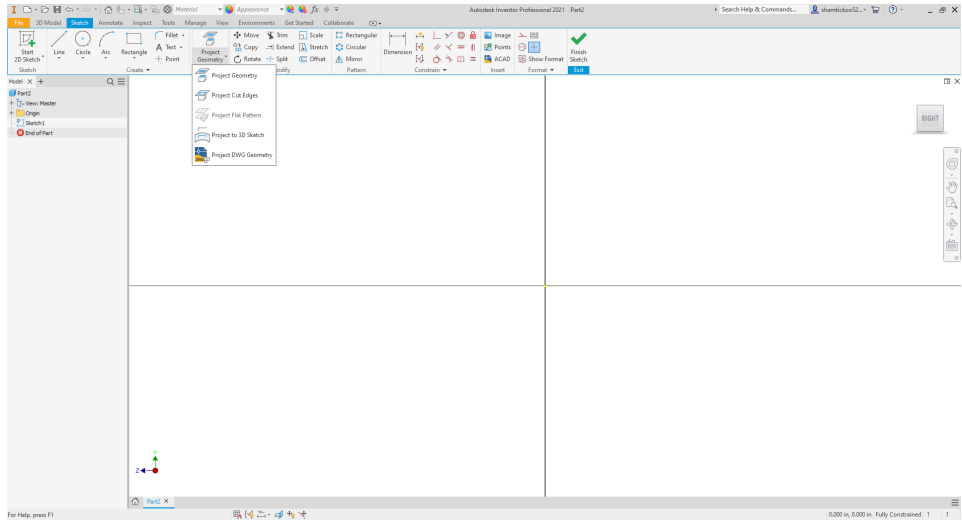 Material Appearance fx Autodesk Inventor Professional 2021 Part2 Search Help & Commands... shamtickoo52...
File 3D Model Sketch Annotate Inspect Tools Manage View Environments Get Started Collaborate
Start
2D Sketch
Line
Circle
Arc
Rectangle
Fillet
A Text
Point
Project
Geometry
Move Trim Scale
Copy Extend Stretch
Rotate Split Offset
Rectangular
Circular
Mirror
Dimension
Image
Points
ACAD
Show Format
Finish
Sketch
Sketch Create odify Pattern Constrain Insert Format Exit
Project Geometry
Project Cut Edges
Project Flat Pattern
Project to 3D Sketch
Project DWG Geometry
Model × +
Part2
View: Master
Origin
Sketch1
End of Part
RIGHT
Y
Z
Part2 ×
For Help, press F1
0.000 in, 0.000 in Fully Constrained 1 1